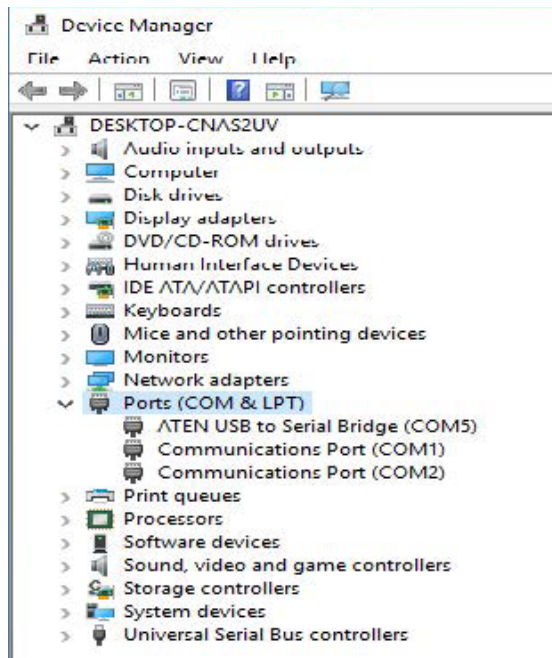 Device Manager
File Action View Help
DESKTOP-CNAS2UV
Audio inputs and outputs
Computer
Disk drives
Display adapters
DVD/CD-ROM drives
Human Interface Devices
IDE ATA/ATAPI controllers
Keyboards
Mice and other pointing devices
Monitors
Network adapters
Ports (COM & LPT)
ATEN USB to Serial Bridge (COM5)
Communications Port (COM1)
Communications Port (COM2)
Print queues
Processors
Software devices
Sound, video and game controllers
Storage controllers
System devices
Universal Serial Bus controllers